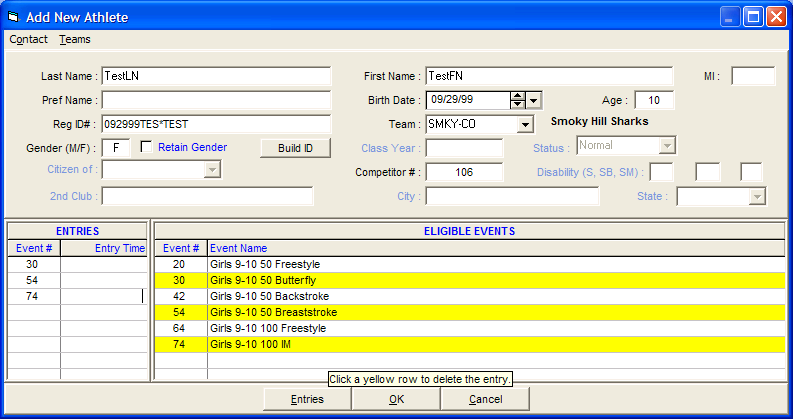 Add New Athlete
Contact Teams
Last Name : TestLN First Name : TestFN MI :
Pref Name : Birth Date : 09/29/99 Age : 10
Reg ID# : 092999TES*TEST Team : SMKY-CO Smoky Hill Sharks
Gender (M/F) : F Retain Gender Build ID Class Year : Status : Normal
Citizen of : Competitor # : 106 Disability (S, SB, SM) :
2nd Club : City : State :
ENTRIES ELIGIBLE EVENTS
Event # Entry Time Event # Event Name
30 20 Girls 9-10 50 Freestyle
54 30 Girls 9-10 50 Butterfly
74 42 Girls 9-10 50 Backstroke
54 Girls 9-10 50 Breaststroke
64 Girls 9-10 100 Freestyle
74 Girls 9-10 100 IM
Click a yellow row to delete the entry.
Entries OK Cancel